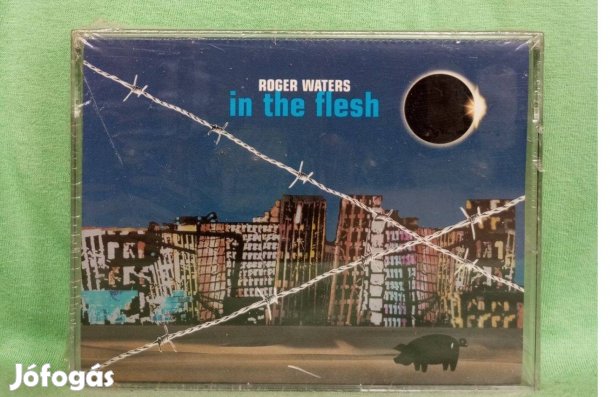 ROGER WATERS
in the flesh
Jófogás